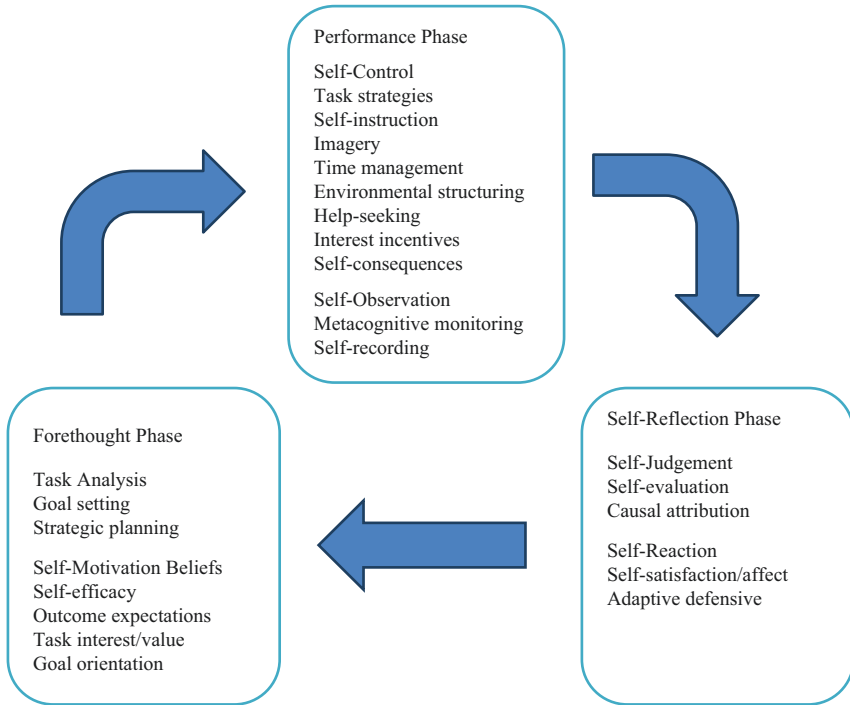 Performance Phase
Self-Control
Task strategies
Self-instruction
Imagery
Time management
Environmental structuring
Help-seeking
Interest incentives
Self-consequences
Self-Observation
Metacognitive monitoring
Self-recording
Forethought Phase
Task Analysis
Goal setting
Strategic planning
Self-Motivation Beliefs
Self-efficacy
Outcome expectations
Task interest/value
Goal orientation
Self-Reflection Phase
Self-Judgement
Self-evaluation
Causal attribution
Self-Reaction
Self-satisfaction/affect
Adaptive defensive